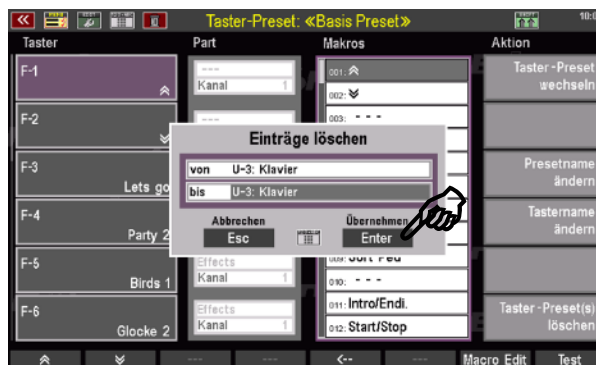 Taster-Preset: «Basis Preset»
Taster
Part
Makros
Aktion
F-1
---
Kanal 1
001:
Taster-Preset
wechseln
002:
F-2
---
003: - - -
Einträge löschen
von U-3: Klavier
bis U-3: Klavier
Abbrechen
Esc
Übernehmen
Enter
F-3
Lets go
Presetname
ändern
F-4
Party 2
Tastername
ändern
F-5
Birds 1
Effects
Kanal 1
010: - - -
F-6
Glocke 2
Effects
Kanal 1
011: Intro/Endi.
012: Start/Stop
Taster-Preset(s)
löschen
---
---
<--
---
Macro Edit
Test